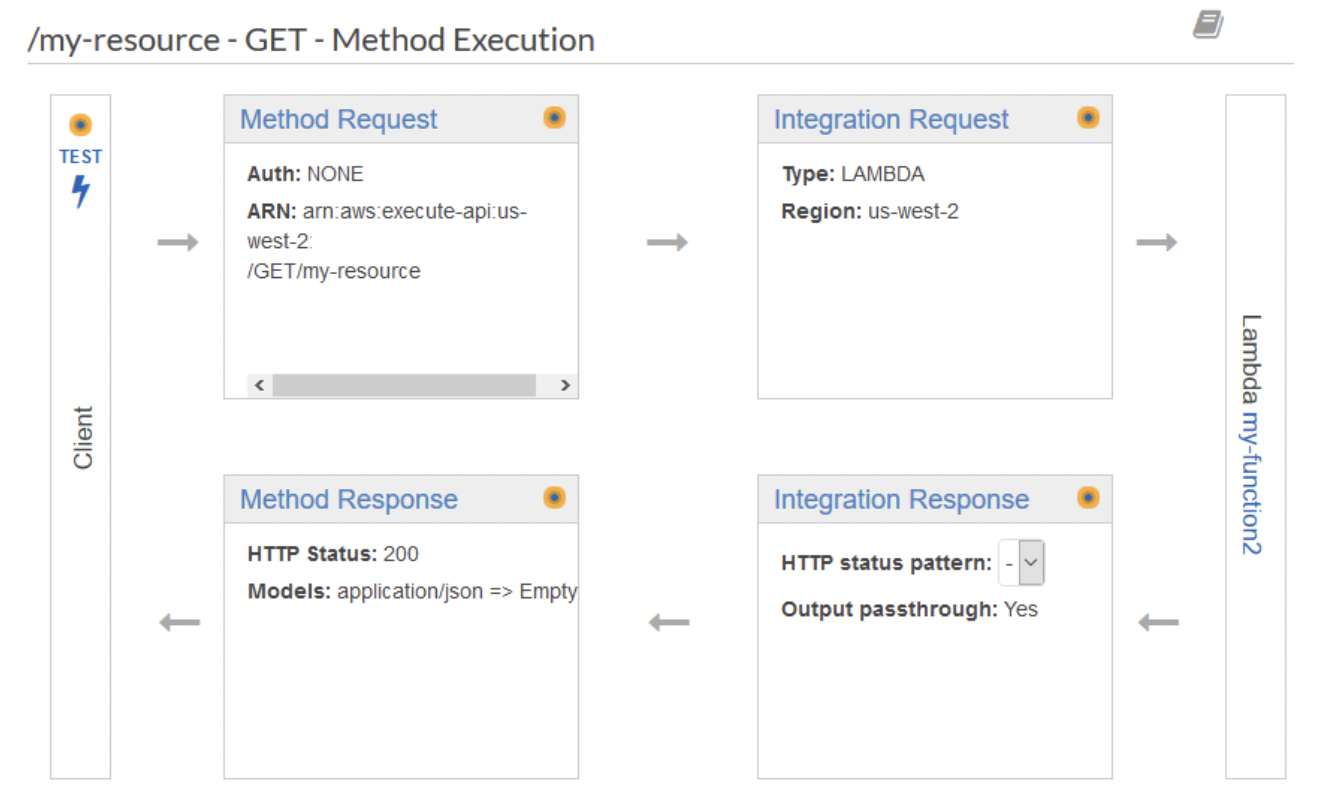 /my-resource - GET - Method Execution
TEST
Client
Method Request
Auth: NONE
ARN: arn:aws:execute-api:us-
west-2:
/GET/my-resource
Integration Request
Type: LAMBDA
Region: us-west-2
Lambda my-function2
Method Response
HTTP Status: 200
Models: application/json => Empty
Integration Response
HTTP status pattern: -
Output passthrough: Yes